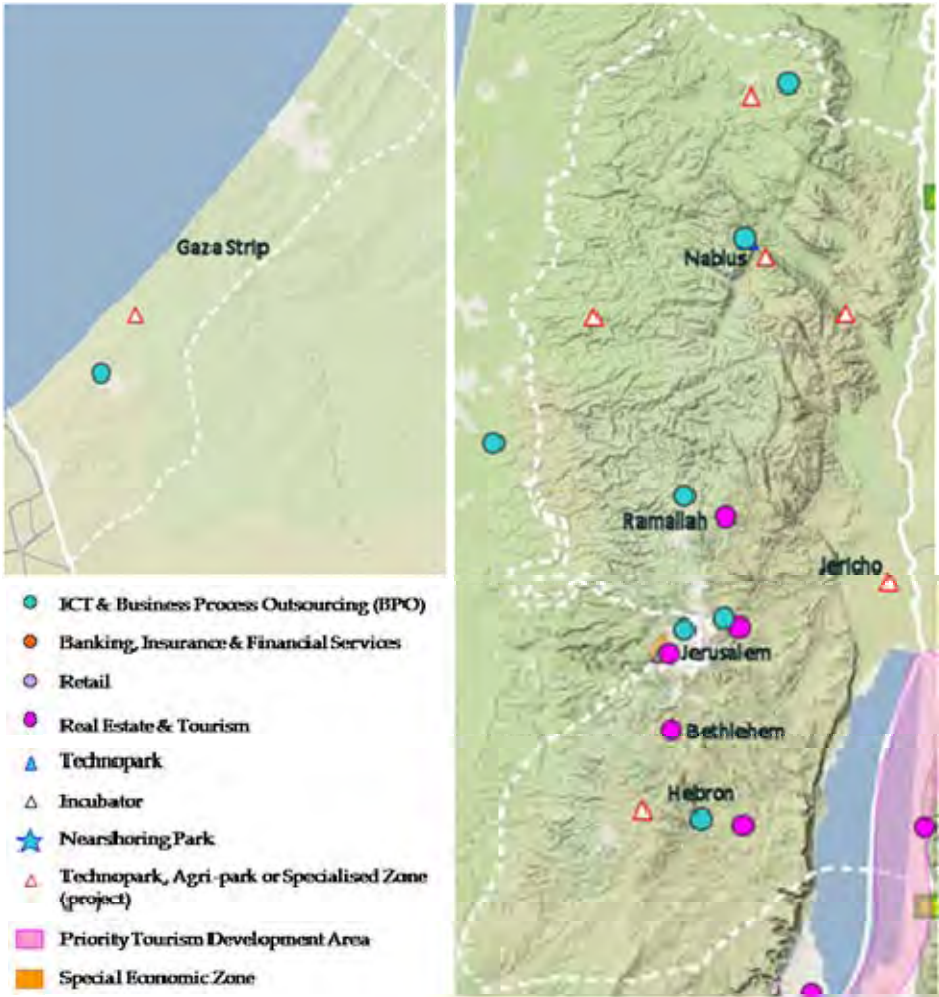 Gaza Strip
Nablus
Ramallah
Jericho
Jerusalem
Bethlehem
Hebron
ICT & Business Process Outsourcing (BPO)
Banking, Insurance & Financial Services
Retail
Real Estate & Tourism
Technopark
Incubator
Nearshoring Park
Technopark, Agri-park or Specialised Zone
(project)
Priority Tourism Development Area
Special Economic Zone